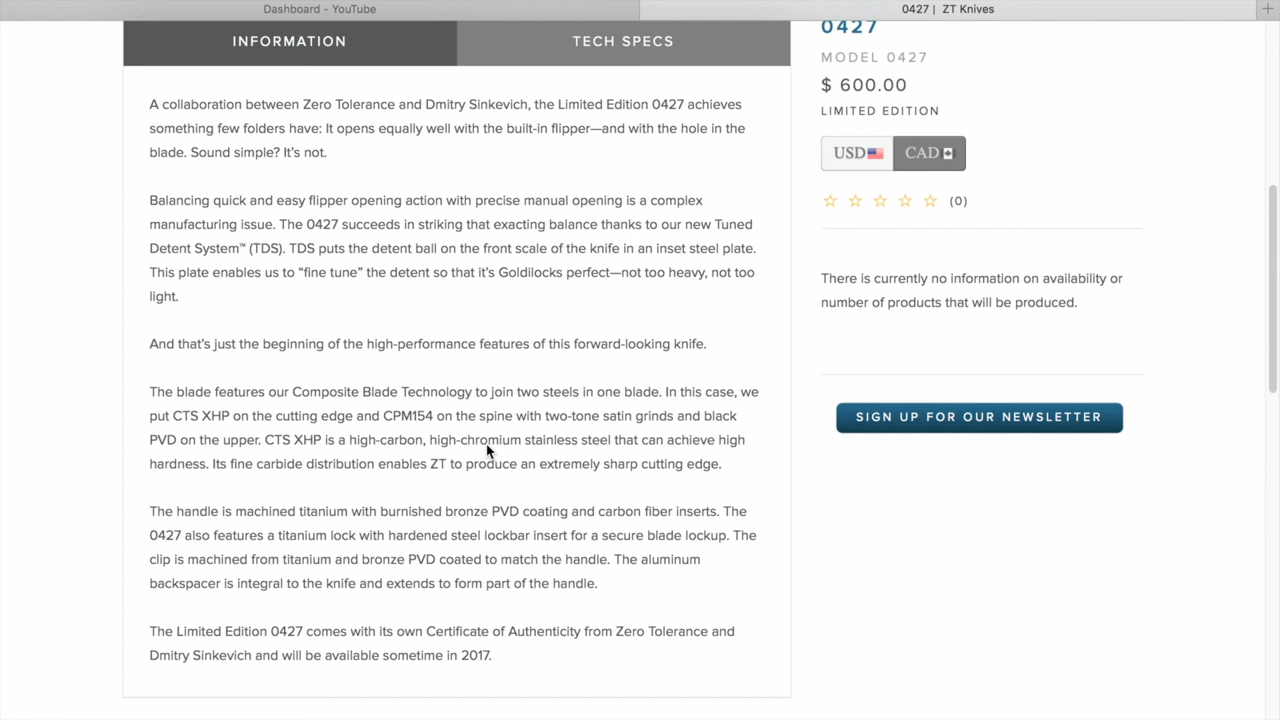 Dashboard - YouTube
0427 | ZT Knives
INFORMATION
TECH SPECS
A collaboration between Zero Tolerance and Dmitry Sinkevich, the Limited Edition 0427 achieves
something few folders have: It opens equally well with the built-in flipper—and with the hole in the
blade. Sound simple? It’s not.
Balancing quick and easy flipper opening action with precise manual opening is a complex
manufacturing issue. The 0427 succeeds in striking that exacting balance thanks to our new Tuned
Detent System™ (TDS). TDS puts the detent ball on the front scale of the knife in an inset steel plate.
This plate enables us to “fine tune” the detent so that it’s Goldilocks perfect—not too heavy, not too
light.
And that’s just the beginning of the high-performance features of this forward-looking knife.
The blade features our Composite Blade Technology to join two steels in one blade. In this case, we
put CTS XHP on the cutting edge and CPM154 on the spine with two-tone satin grinds and black
PVD on the upper. CTS XHP is a high-carbon, high-chromium stainless steel that can achieve high
hardness. Its fine carbide distribution enables ZT to produce an extremely sharp cutting edge.
The handle is machined titanium with burnished bronze PVD coating and carbon fiber inserts. The
0427 also features a titanium lock with hardened steel lockbar insert for a secure blade lockup. The
clip is machined from titanium and bronze PVD coated to match the handle. The aluminum
backspacer is integral to the knife and extends to form part of the handle.
The Limited Edition 0427 comes with its own Certificate of Authenticity from Zero Tolerance and
Dmitry Sinkevich and will be available sometime in 2017.
0427
MODEL 0427
$ 600.00
LIMITED EDITION
USD CAD
(0)
There is currently no information on availability or
number of products that will be produced.
SIGN UP FOR OUR NEWSLETTER